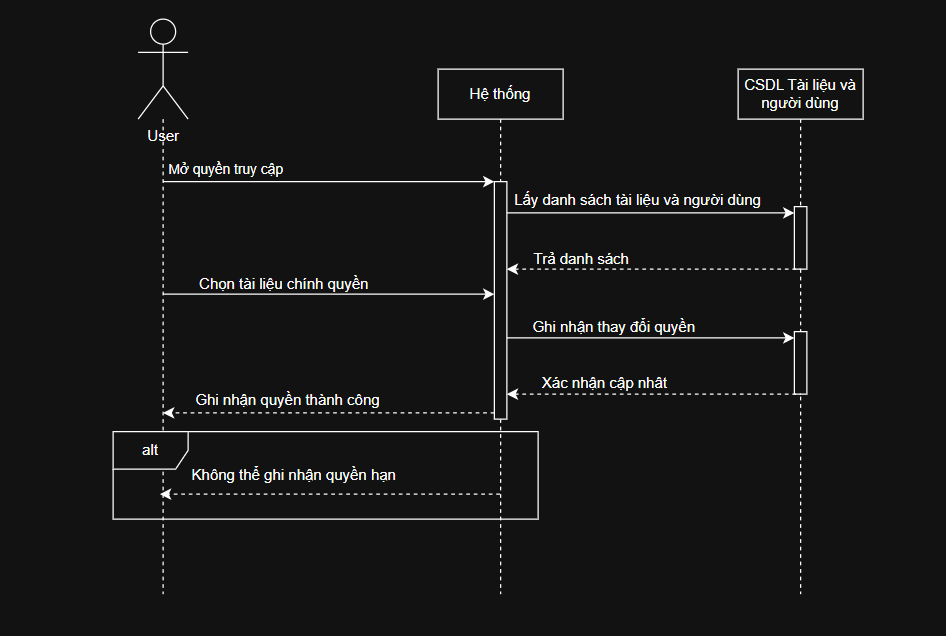 Hệ thống
CSDL Tài liệu và
người dùng
User
Mở quyền truy cập
Lấy danh sách tài liệu và người dùng
Trả danh sách
Chọn tài liệu chính quyền
Ghi nhận thay đổi quyền
Xác nhận cập nhât
Ghi nhận quyền thành công
alt
Không thể ghi nhận quyền hạn